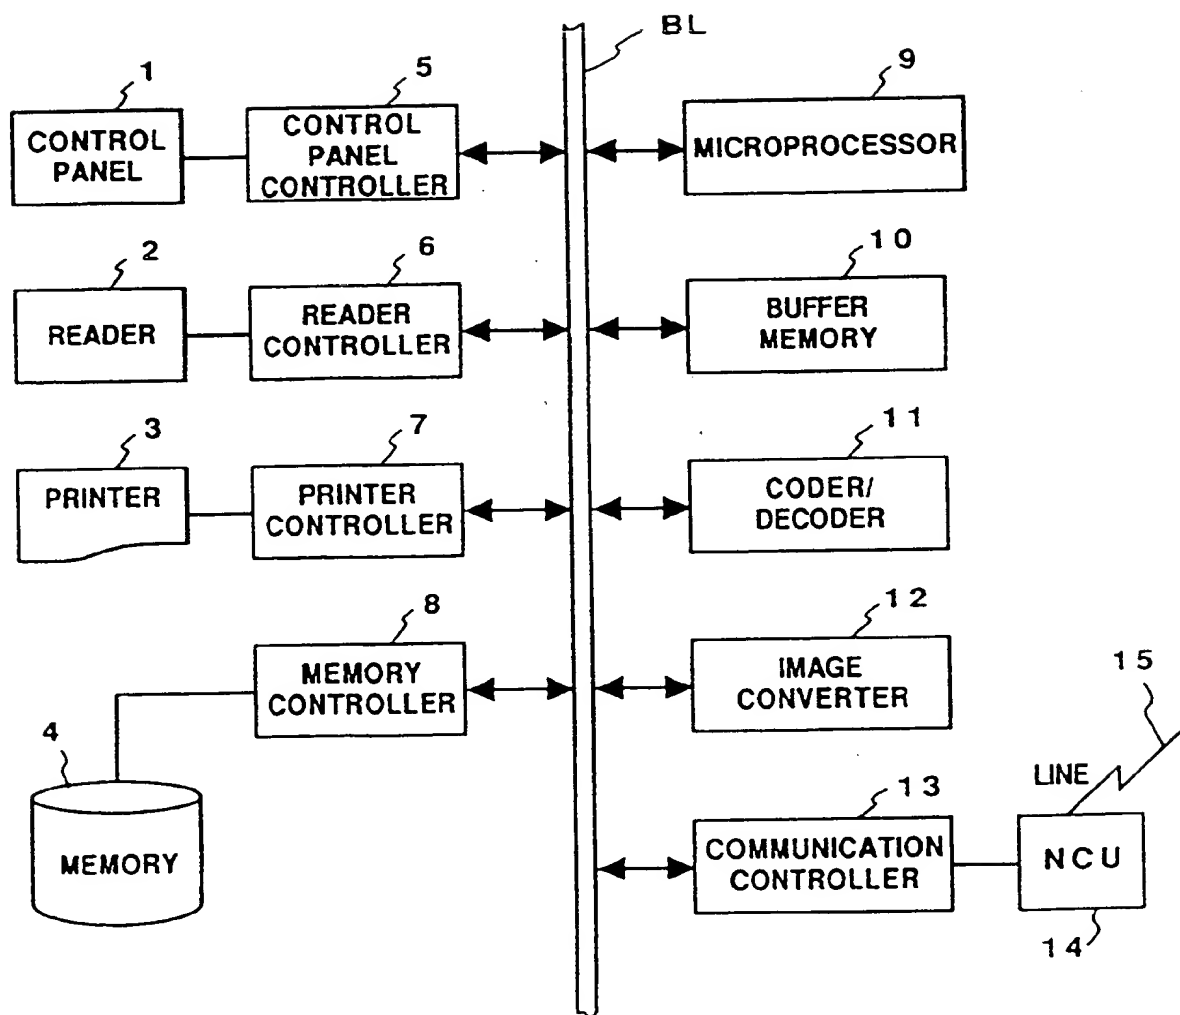 BL
1
CONTROL
PANEL
5
CONTROL
PANEL
CONTROLLER
9
MICROPROCESSOR
2
READER
6
READER
CONTROLLER
10
BUFFER
MEMORY
3
PRINTER
7
PRINTER
CONTROLLER
11
CODER/
DECODER
8
MEMORY
CONTROLLER
12
IMAGE
CONVERTER
15
LINE
4
MEMORY
13
COMMUNICATION
CONTROLLER
NCU
14